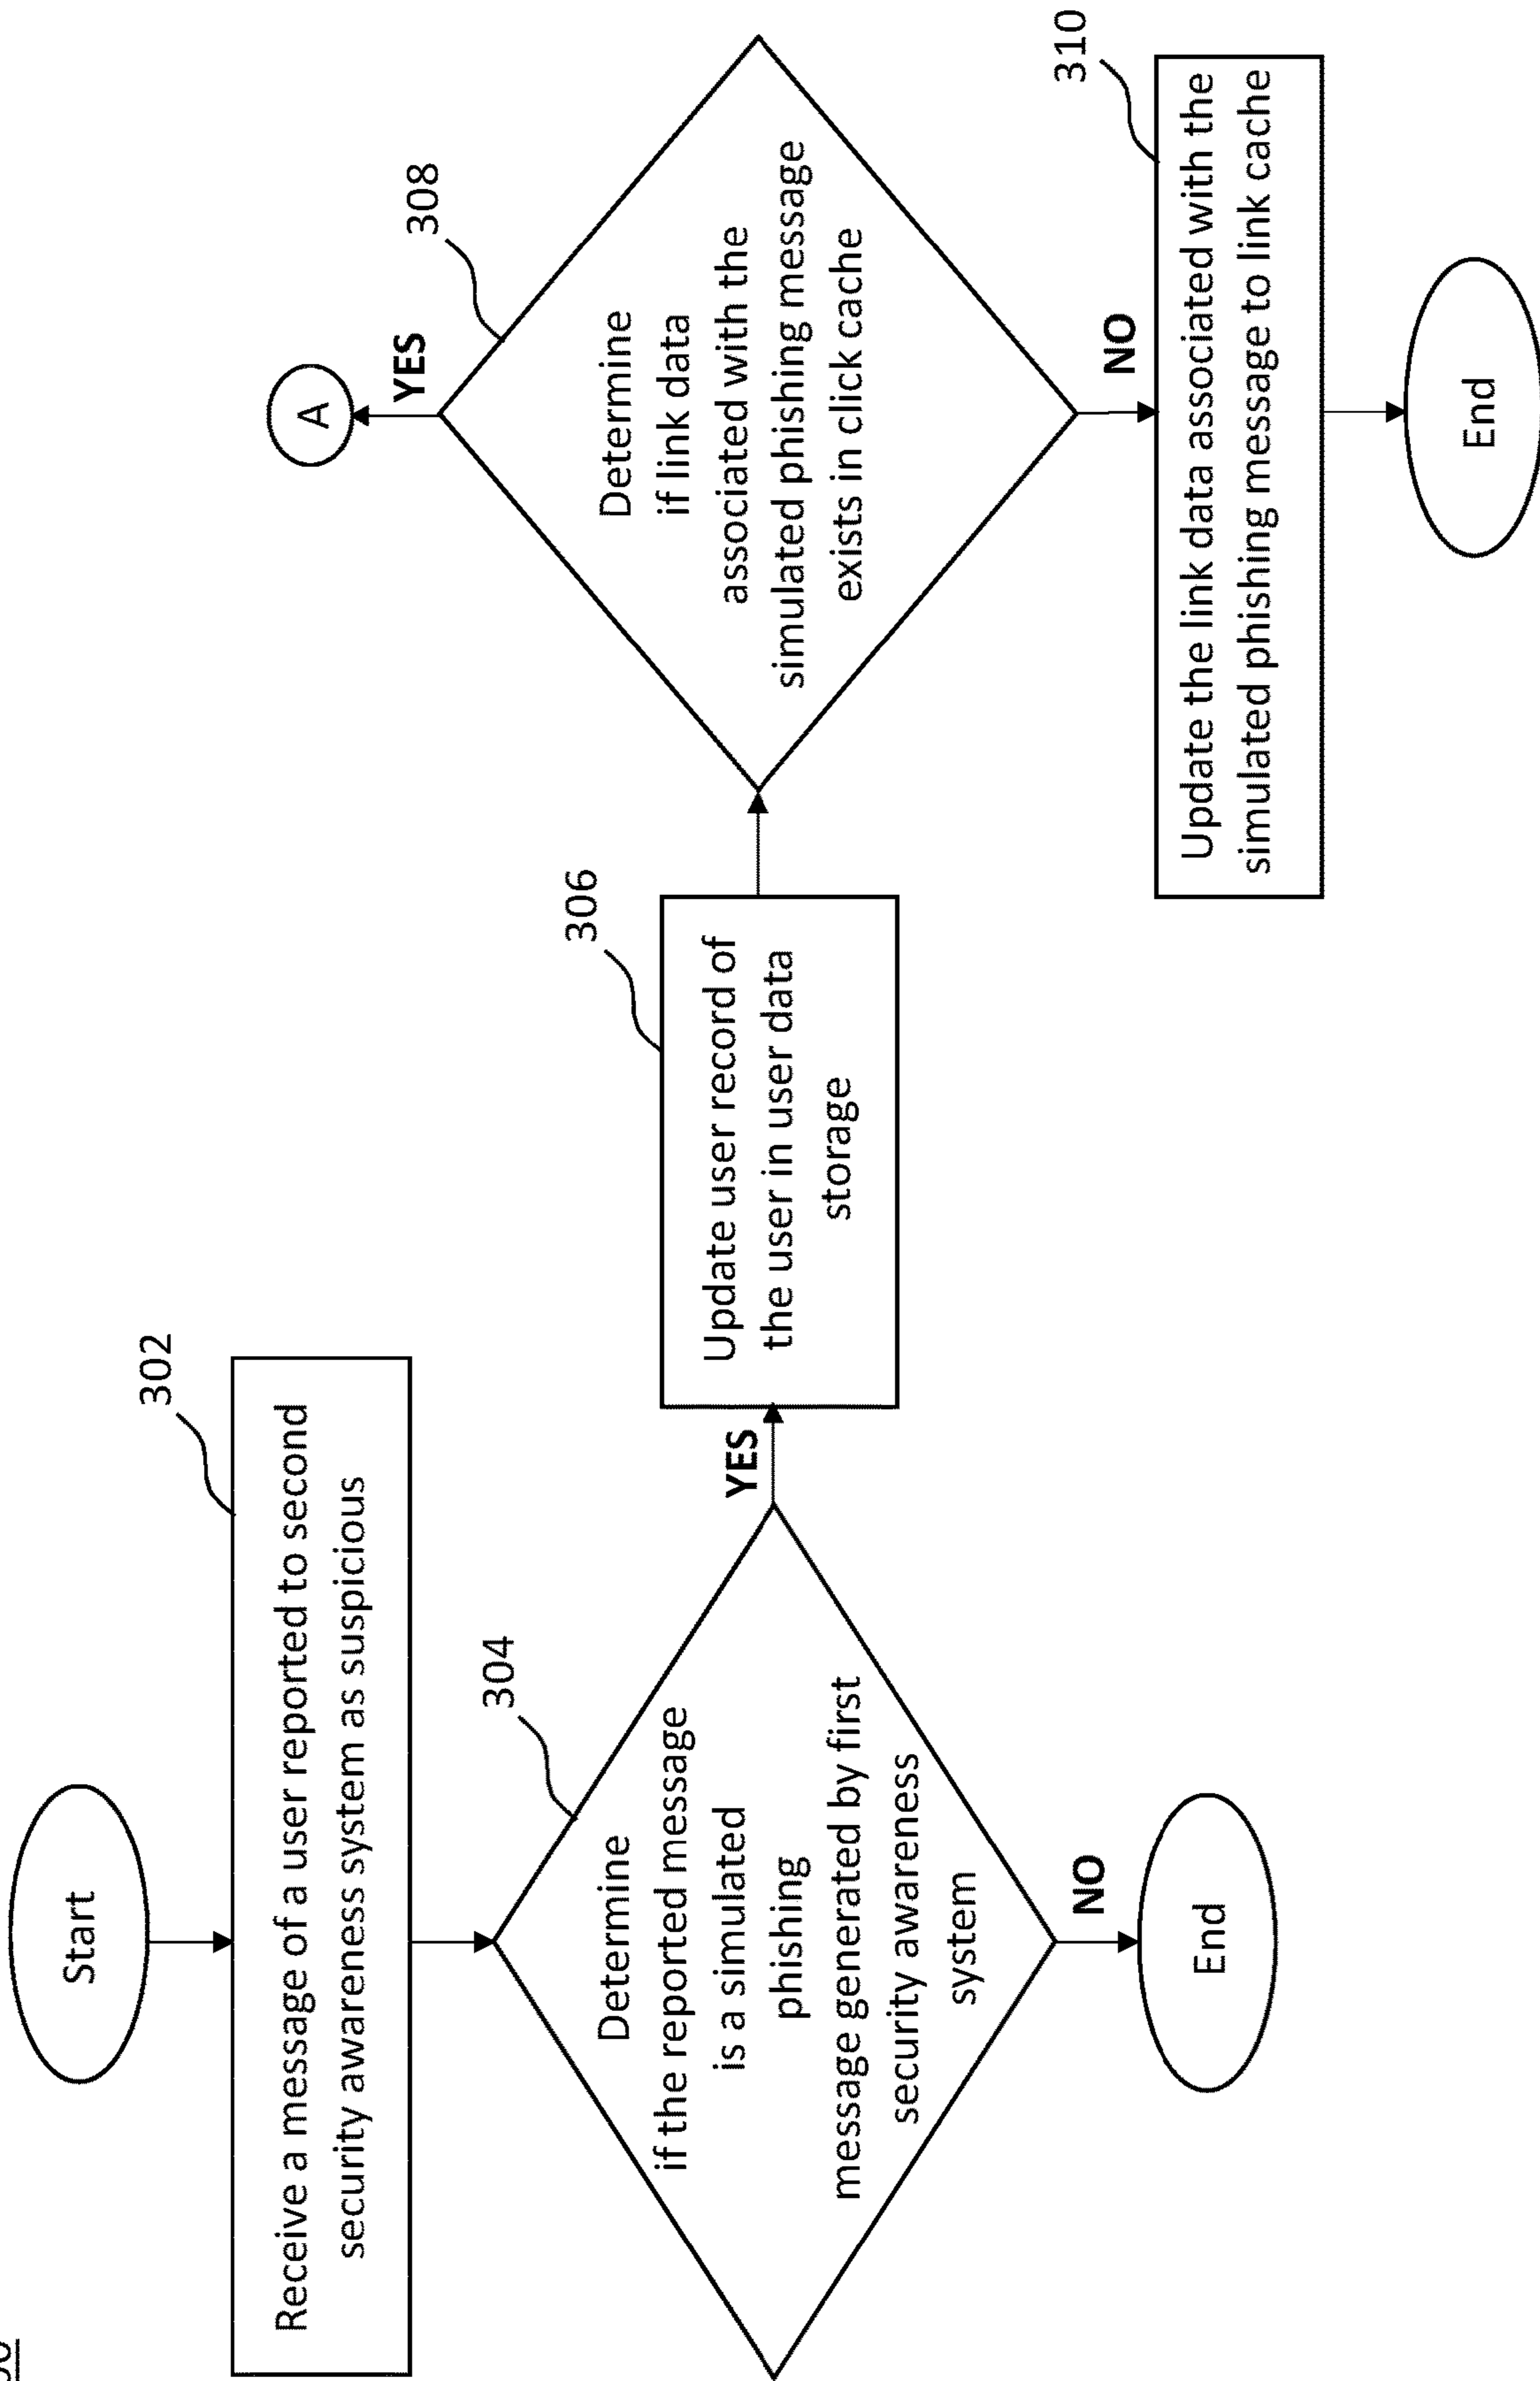 Start
302
Receive a message of a user reported to second
security awareness system as suspicious
304
Determine
if the reported message
is a simulated
phishing
message generated by first
security awareness
system
YES
NO
End
306
Update user record of
the user in user data
storage
308
Determine
if link data
associated with the
simulated phishing message
exists in click cache
YES
A
NO
310
Update the link data associated with the
simulated phishing message to link cache
End